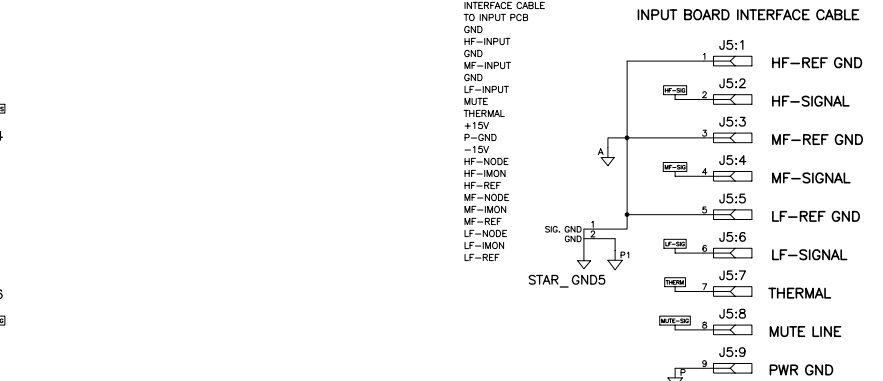 INTERFACE CABLE
TO INPUT PCB
GND
HF-INPUT
GND
MF-INPUT
GND
LF-INPUT
MUTE
THERMAL
+15V
P-GND
-15V
HF-NODE
HF-IMON
HF-REF
MF-NODE
MF-IMON
MF-REF
LF-NODE
LF-IMON
LF-REF
INPUT BOARD INTERFACE CABLE
J5:1
1 HF-REF GND
J5:2
HF-SIG 2 HF-SIGNAL
J5:3
A 3 MF-REF GND
J5:4
MF-SIG 4 MF-SIGNAL
J5:5
5 LF-REF GND
SIG. GND 1
GND 2
P1
STAR_GND5
J5:6
LF-SIG 6 LF-SIGNAL
J5:7
THERM 7 THERMAL
J5:8
MUTE-SIG 8 MUTE LINE
J5:9
P 9 PWR GND